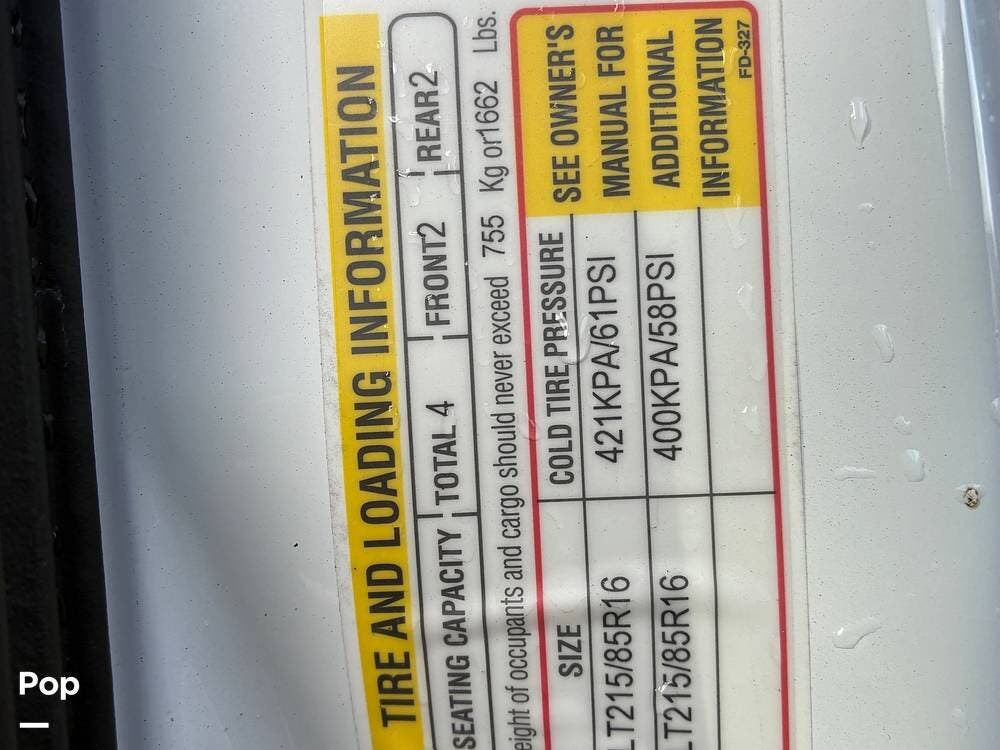 TIRE AND LOADING INFORMATION
SEATING CAPACITY TOTAL 4 FRONT2 REAR2
eight of occupants and cargo should never exceed 755 Kg or1662 Lbs.
SIZE COLD TIRE PRESSURE
LT215/85R16 421KPA/61PSI
LT215/85R16 400KPA/58PSI
SEE OWNER'S
MANUAL FOR
ADDITIONAL
INFORMATION
FD-327
Pop